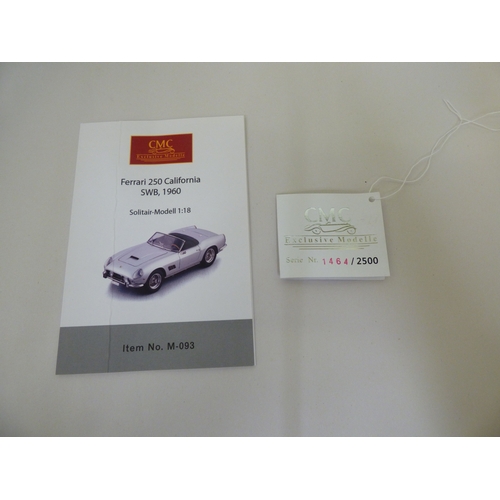 CMC
Exclusive Modelle
Ferrari 250 California
SWB, 1960
Solitair-Modell 1:18
Item No. M-093
CMC
Exclusive Modelle
Serie Nr. 1464/2500